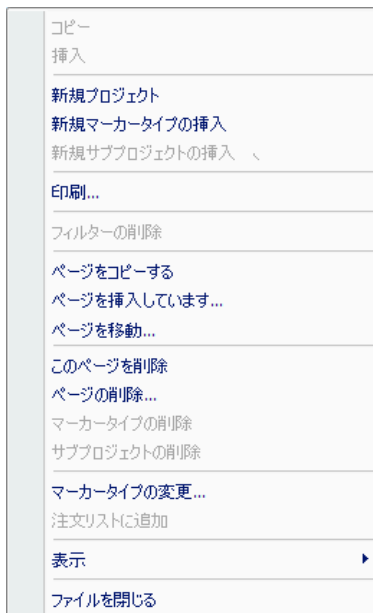 コピー
挿入
新規プロジェクト
新規マーカータイプの挿入
新規サブプロジェクトの挿入 、
印刷...
フィルターの削除
ページをコピーする
ページを挿入しています...
ページを移動...
このページを削除
ページの削除...
マーカータイプの削除
サブプロジェクトの削除
マーカータイプの変更...
注文リストに追加
表示
ファイルを閉じる